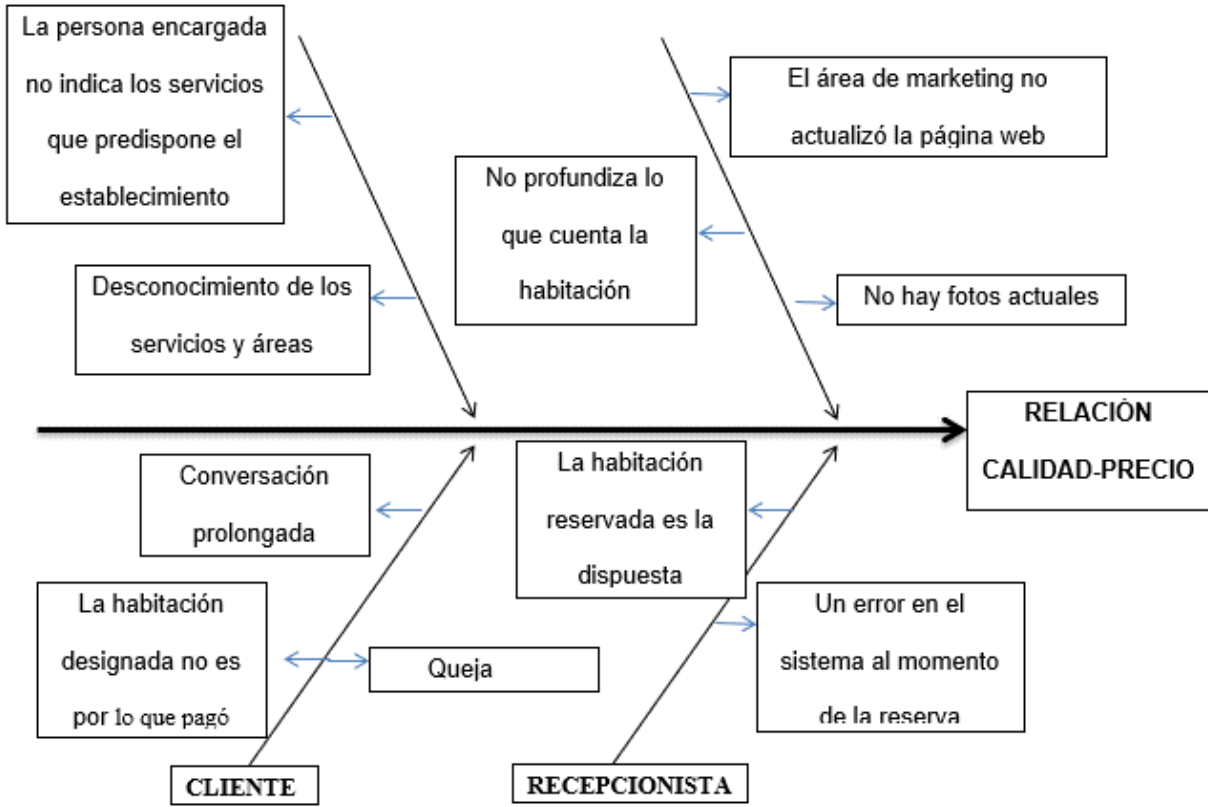 La persona encargada
no indica los servicios
que predispone el
establecimiento
El área de marketing no
actualizó la página web
No profundiza lo
que cuenta la
habitación
Desconocimiento de los
servicios y áreas
No hay fotos actuales
RELACIÓN
CALIDAD-PRECIO
Conversación
prolongada
La habitación
reservada es la
dispuesta
La habitación
designada no es
por lo que pagó
Queja
Un error en el
sistema al momento
de la reserva
CLIENTE
RECEPCIONISTA